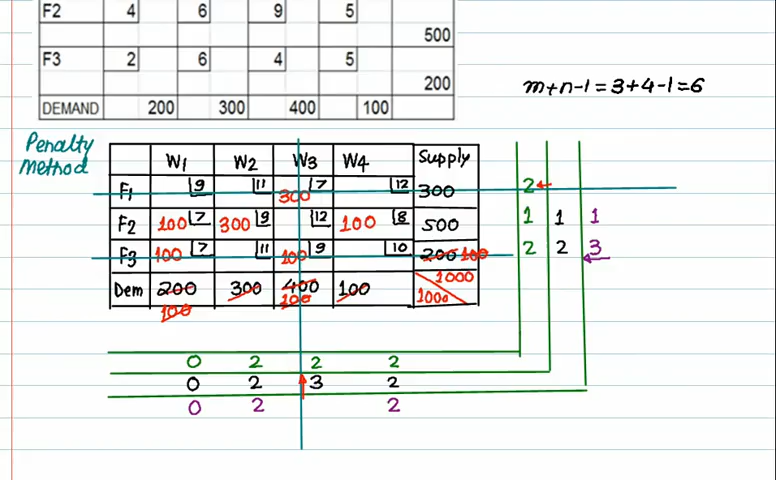 F2 4 6 9 5
500
F3 2 6 4 5
200
DEMAND 200 300 400 100
m+n-1=3+4-1=6
Penalty
Method
W1 W2 W3 W4 Supply
F1 9 11 300 7 12 300 2
F2 100 7 300 9 12 100 8 500 1 1 1
F3 100 7 11 100 9 10 200 100 2 2 3
Dem 200 300 400 100 1000
100 100 1000
0 2 2 2
0 2 3 2
0 2 2